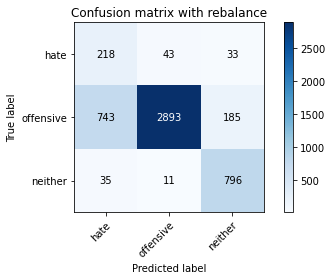 Confusion matrix with rebalance
hate 218 43 33
offensive 743 2893 185
neither 35 11 796
hate offensive neither
Predicted label
True label
2500
2000
1500
1000
500